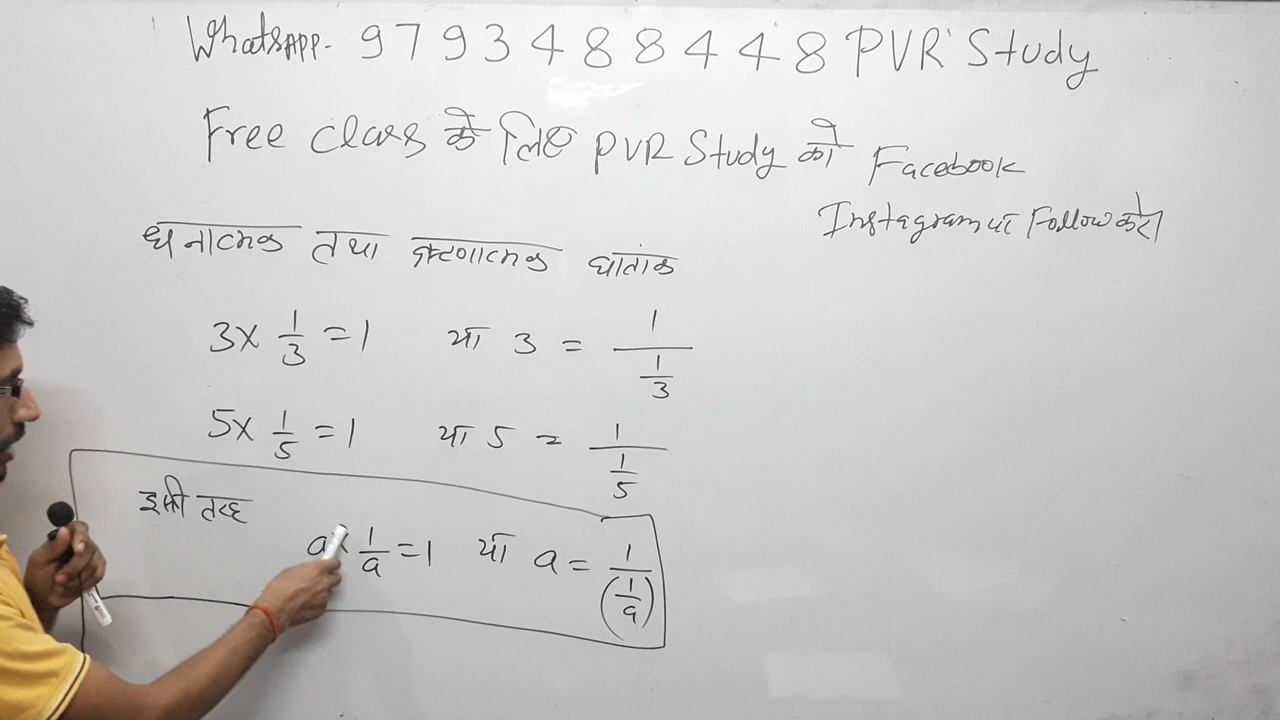 WhatsApp- 9793488448 PVR Study
Free class के लिए PVR Study को Facebook
Instagram पर Follow करें।
धनात्मक तथा ऋणात्मक घातांक
3 × 1/3 = 1 या 3 = 1/(1/3)
5 × 1/5 = 1 या 5 = 1/(1/5)
इसी तरह
a × 1/a = 1 या a = 1/(1/a)